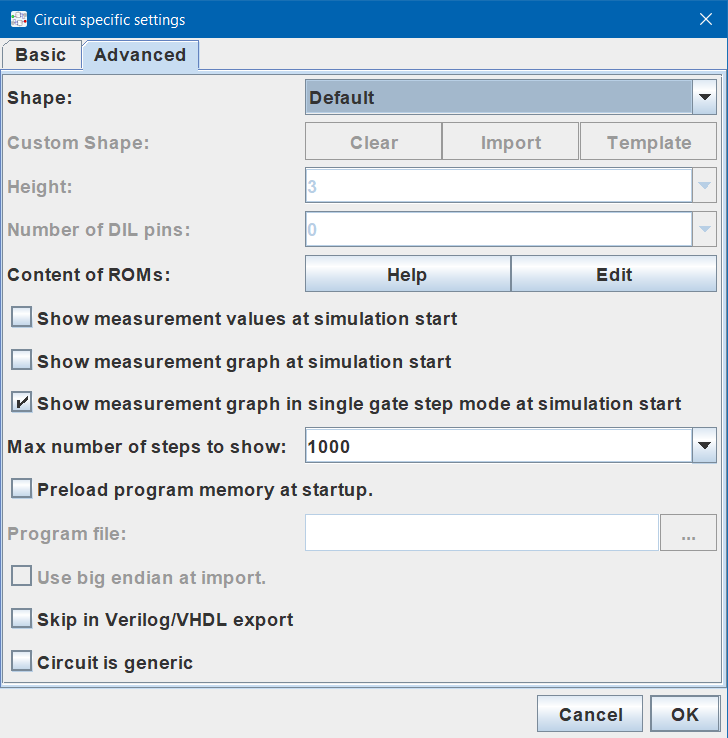 Circuit specific settings
Basic Advanced
Shape: Default
Custom Shape: Clear Import Template
Height: 3
Number of DIL pins: 0
Content of ROMs: Help Edit
Show measurement values at simulation start
Show measurement graph at simulation start
Show measurement graph in single gate step mode at simulation start
Max number of steps to show: 1000
Preload program memory at startup.
Program file: ...
Use big endian at import.
Skip in Verilog/VHDL export
Circuit is generic
Cancel OK